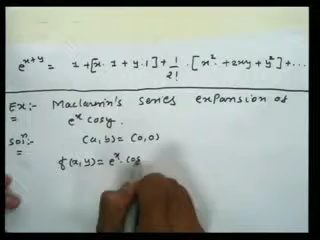 e^{x+y} = 1 + [x·1 + y·1] + 1/2! · [x² + 2xy + y²] + ...
Ex:- Maclaurin's series expansion of
e^x cosy.
Sol^n:- (a,b) = (0,0)
f(x,y) = e^x · cos